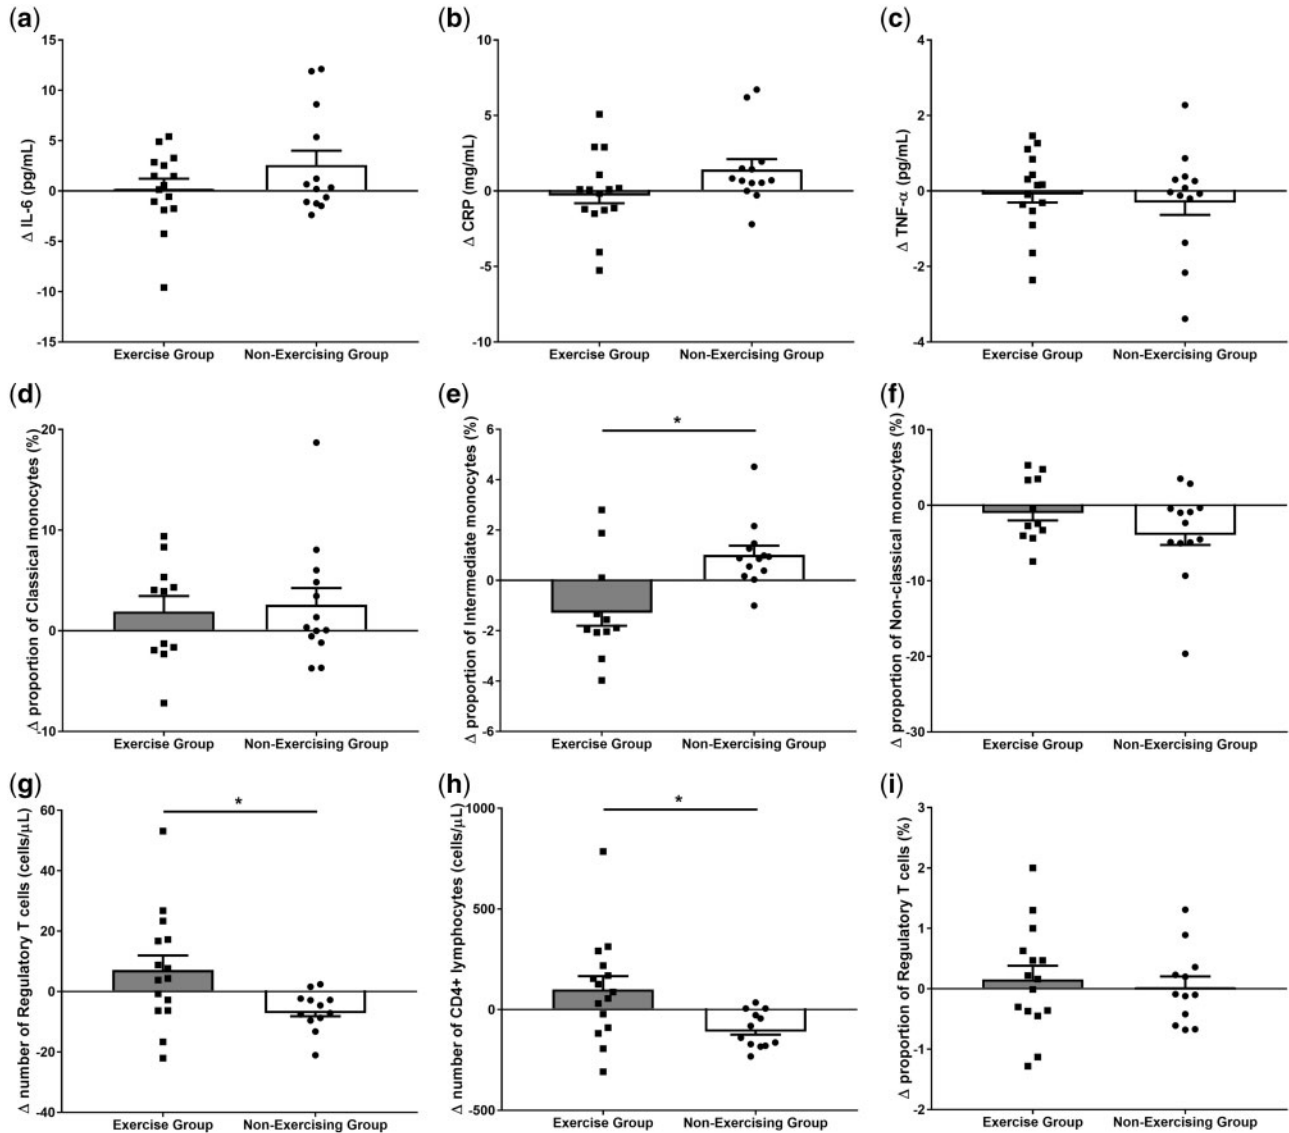 (a)
Δ IL-6 (pg/mL)
15
10
5
0
-5
-10
-15
Exercise Group
Non-Exercising Group
(b)
Δ CRP (mg/mL)
10
5
0
-5
-10
Exercise Group
Non-Exercising Group
(c)
Δ TNF-α (pg/mL)
4
2
0
-2
-4
Exercise Group
Non-Exercising Group
(d)
Δ proportion of Classical monocytes (%)
20
10
0
-10
Exercise Group
Non-Exercising Group
(e)
Δ proportion of Intermediate monocytes (%)
6
4
2
0
-2
-4
-6
*
Exercise Group
Non-Exercising Group
(f)
Δ proportion of Non-classical monocytes (%)
10
0
-10
-20
-30
Exercise Group
Non-Exercising Group
(g)
Δ number of Regulatory T cells (cells/μL)
60
40
20
0
-20
-40
*
Exercise Group
Non-Exercising Group
(h)
Δ number of CD4+ lymphocytes (cells/μL)
1000
500
0
-500
*
Exercise Group
Non-Exercising Group
(i)
Δ proportion of Regulatory T cells (%)
3
2
1
0
-1
-2
Exercise Group
Non-Exercising Group